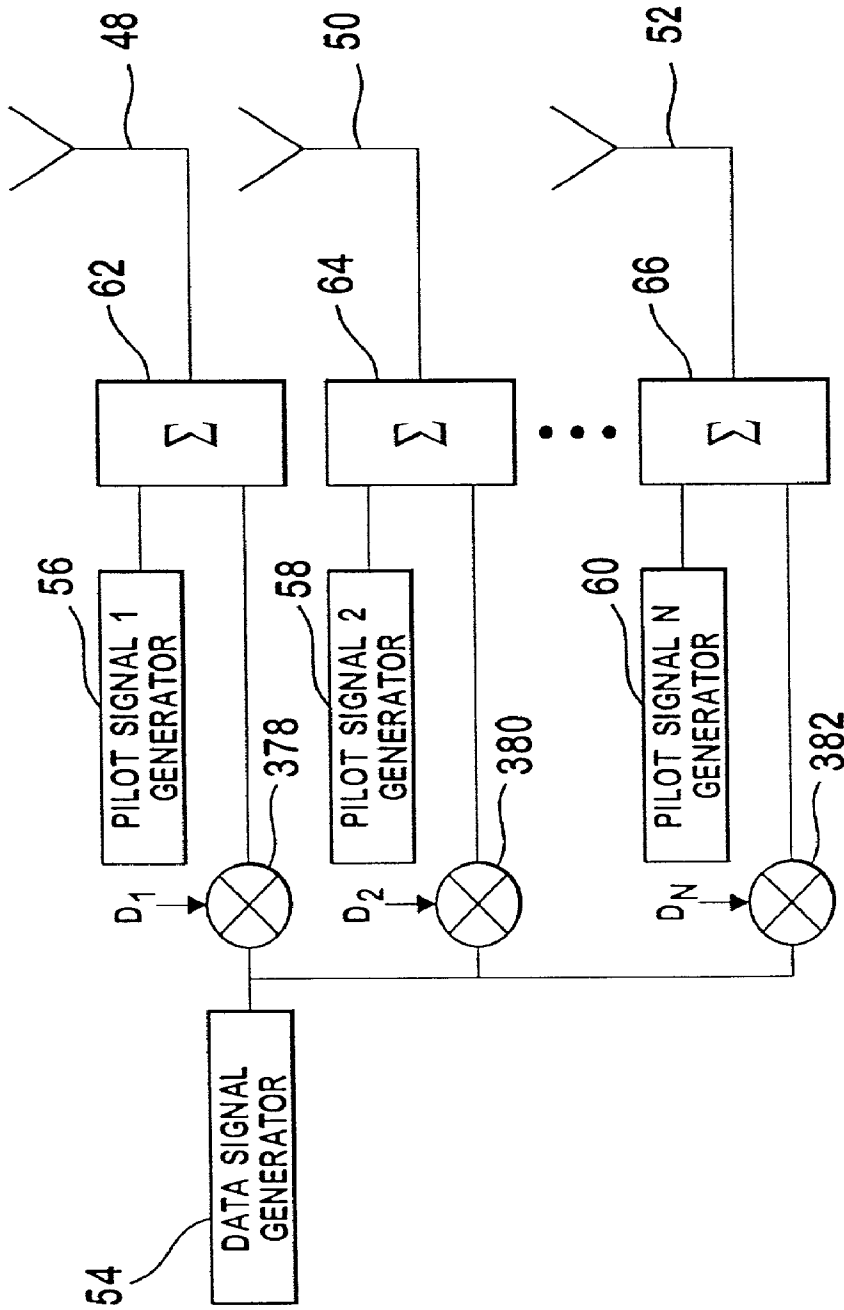 48
62
Σ
56
PILOT SIGNAL 1
GENERATOR
D1
378
50
64
Σ
58
PILOT SIGNAL 2
GENERATOR
D2
380
54
DATA SIGNAL
GENERATOR
52
66
Σ
60
PILOT SIGNAL N
GENERATOR
DN
382